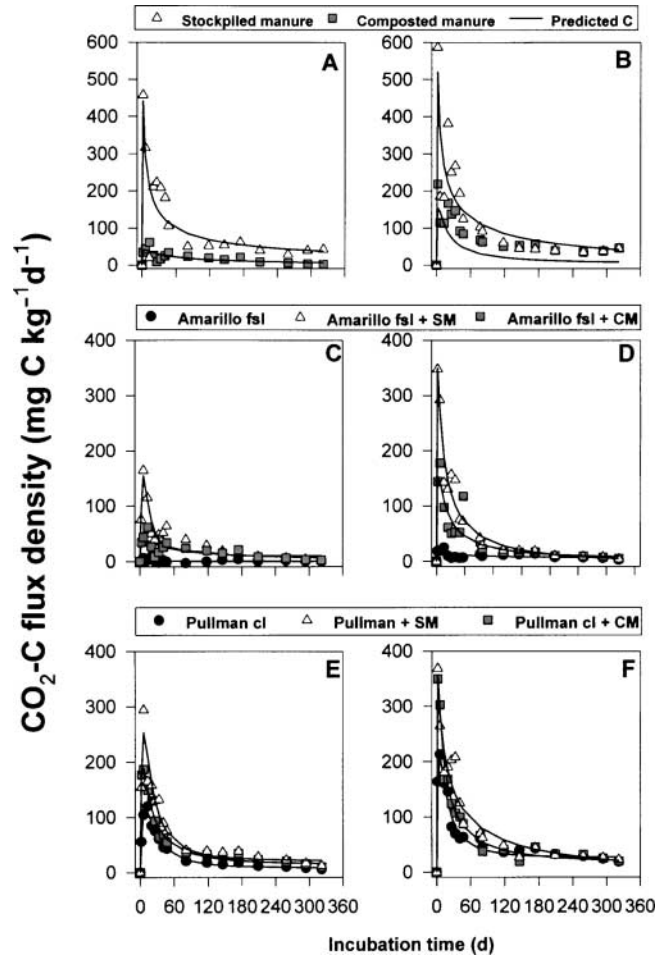 Stockpiled manure Composted manure Predicted C
600 A 600 B
500 500
400 400
300 300
200 200
100 100
0 0
Amarillo fsl Amarillo fsl + SM Amarillo fsl + CM
400 C 400 D
300 300
200 200
100 100
0 0
Pullman cl Pullman + SM Pullman cl + CM
400 E 400 F
300 300
200 200
100 100
0 0
0 60 120 180 240 300 360 0 60 120 180 240 300 360
Incubation time (d)
CO₂-C flux density (mg C kg⁻¹ d⁻¹)